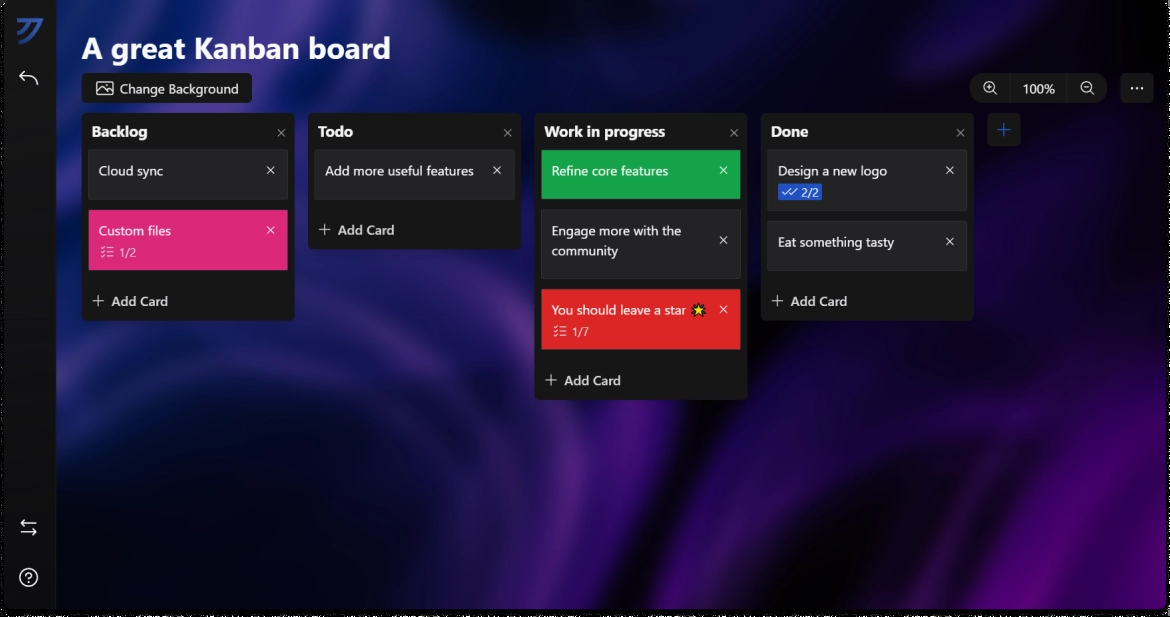 A great Kanban board
Change Background
100%
Backlog
Cloud sync
Custom files
1/2
Add Card
Todo
Add more useful features
Add Card
Work in progress
Refine core features
Engage more with the
community
You should leave a star 🌟
1/7
Add Card
Done
Design a new logo
2/2
Eat something tasty
Add Card